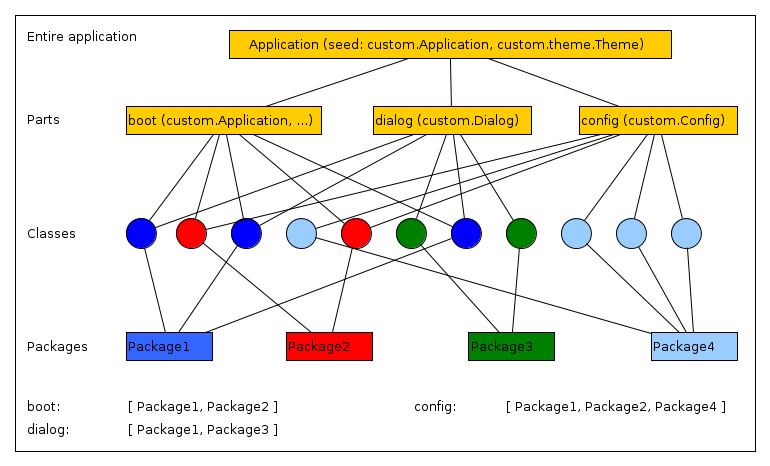 Entire application
Application (seed: custom.Application, custom.theme.Theme)
Parts
boot (custom.Application, ...)
dialog (custom.Dialog)
config (custom.Config)
Classes
Packages
Package1
Package2
Package3
Package4
boot: [ Package1, Package2 ]
config: [ Package1, Package2, Package4 ]
dialog: [ Package1, Package3 ]